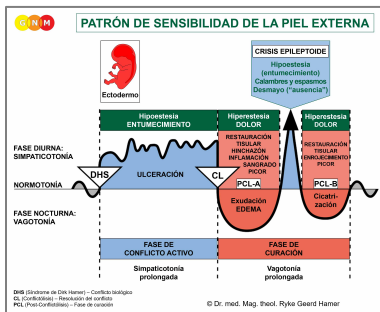 GNM
PATRÓN DE SENSIBILIDAD DE LA PIEL EXTERNA
Ectodermo
CRISIS EPILEPTOIDE
Hipoestesia
(entumecimiento)
Calambres y espasmos
Desmayo ("ausencia")
Hipoestesia
ENTUMECIMIENTO
Hiperestesia
DOLOR
Hiperestesia
DOLOR
FASE DIURNA:
SIMPATICOTONÍA
RESTAURACIÓN
TISULAR
HINCHAZÓN
INFLAMACIÓN
SANGRADO
PICOR
RESTAURACIÓN
TISULAR
ENROJECIMIENTO
PICOR
DHS
ULCERACIÓN
CL
PCL-A
PCL-B
NORMOTONÍA
FASE NOCTURNA:
VAGOTONÍA
Exudación
EDEMA
Cicatri-
zación
FASE DE
CONFLICTO ACTIVO
FASE DE
CURACIÓN
Simpaticotonía
prolongada
Vagotonía
prolongada
DHS (Síndrome de Dirk Hamer) – Conflicto biológico
CL (Conflictólisis) – Resolución del conflicto
PCL (Post-Conflictólisis) – Fase de curación
© Dr. med. Mag. theol. Ryke Geerd Hamer